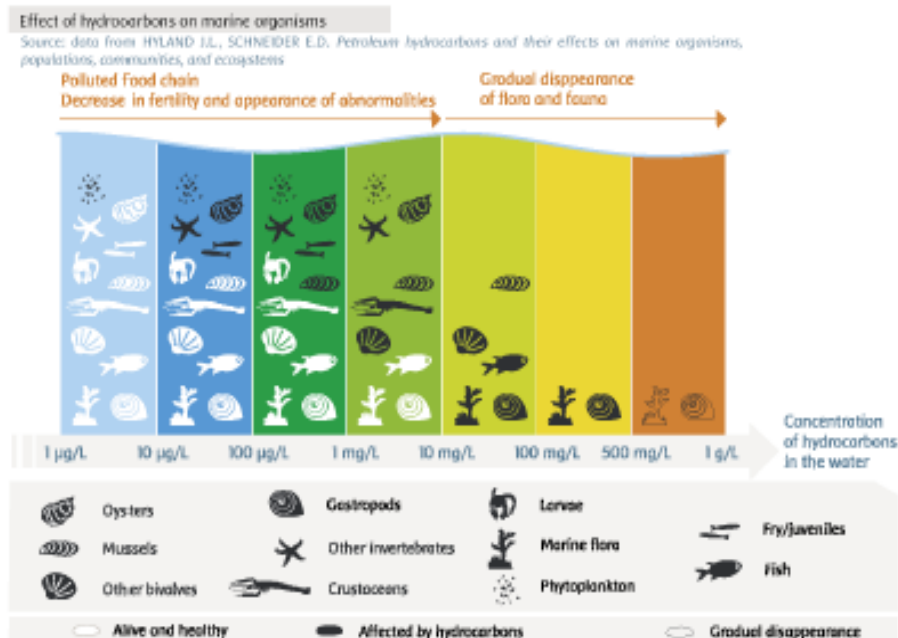 Effect of hydrocarbons on marine organisms
Source: data from HYLAND J.L., SCHNEIDER E.D. Petroleum hydrocarbons and their effects on marine organisms,
populations, communities, and ecosystems
Polluted food chain
Decrease in fertility and appearance of abnormalities
Gradual disppearance
of flora and fauna
1 µg/L 10 µg/L 100 µg/L 1 mg/L 10 mg/L 100 mg/L 500 mg/L 1 g/L
Concentration
of hydrocarbons
in the water
Oysters Gastropods Larvae
Fry/juveniles
Mussels Other invertebrates Marine flora
Fish
Other bivalves Crustaceans Phytoplankton
Alive and healthy Affected by hydrocarbons Gradual disappearance